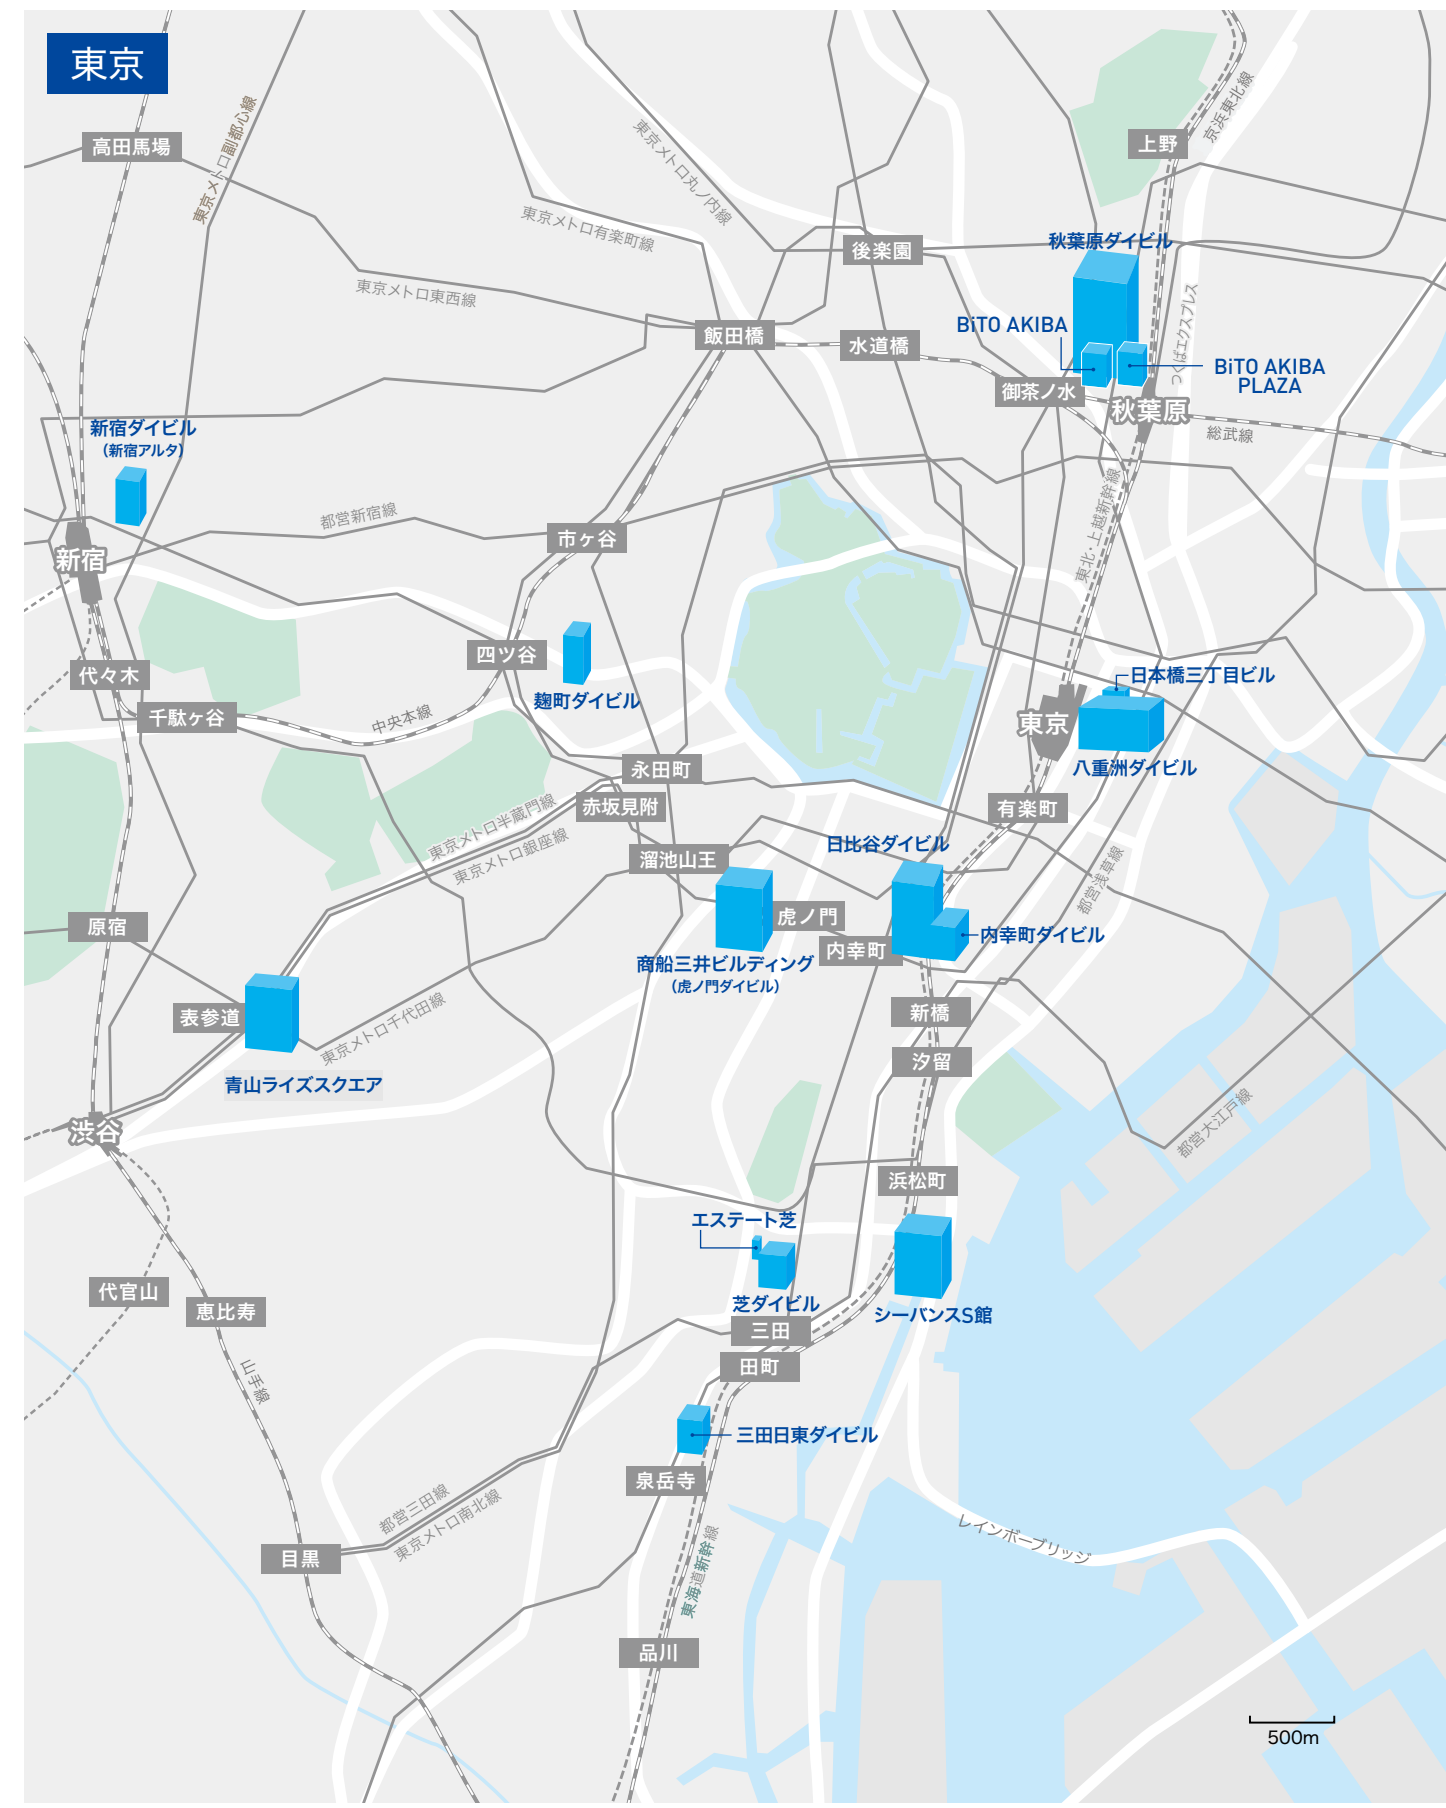 東京
高田馬場
東京メトロ副都心線
東京メトロ丸ノ内線
東京メトロ有楽町線
東京メトロ東西線
上野
京浜東北線
後楽園
秋葉原ダイビル
飯田橋
水道橋
BiTO AKIBA
つくばエクスプレス
BiTO AKIBA
PLAZA
御茶ノ水
秋葉原
総武線
新宿ダイビル
(新宿アルタ)
都営新宿線
市ヶ谷
東北・上越新幹線
新宿
四ツ谷
代々木
麹町ダイビル
日本橋三丁目ビル
千駄ヶ谷
中央本線
東京
永田町
八重洲ダイビル
赤坂見附
有楽町
東京メトロ半蔵門線
東京メトロ銀座線
溜池山王
日比谷ダイビル
都営浅草線
原宿
虎ノ門
内幸町
内幸町ダイビル
商船三井ビルディング
(虎ノ門ダイビル)
表参道
東京メトロ千代田線
新橋
汐留
青山ライズスクエア
渋谷
都営大江戸線
浜松町
エステート芝
代官山
恵比寿
芝ダイビル
シーバンスS館
三田
田町
山手線
三田日東ダイビル
泉岳寺
都営三田線
東京メトロ南北線
目黒
レインボーブリッジ
東海道新幹線
品川
500m